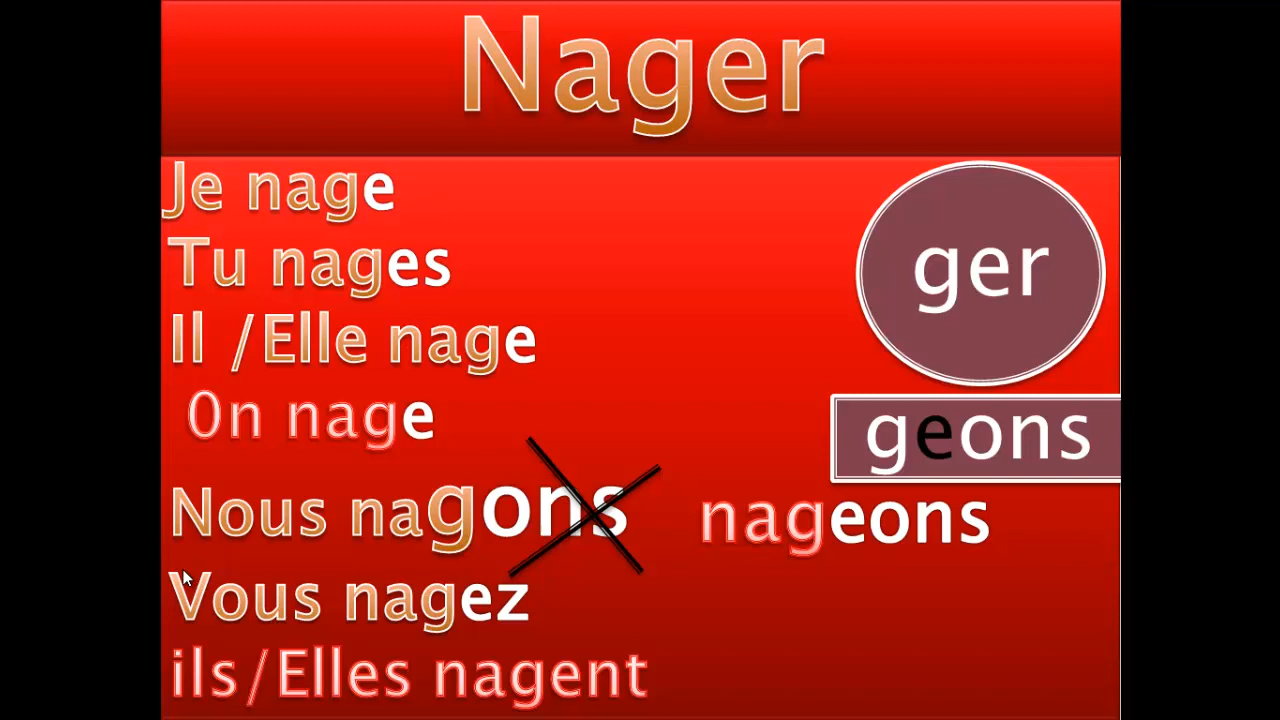 Nager
Je nage
Tu nages
Il /Elle nage
0n nage
Nous nagons
nageons
Vous nagez
ils/Elles nagent
ger
geons